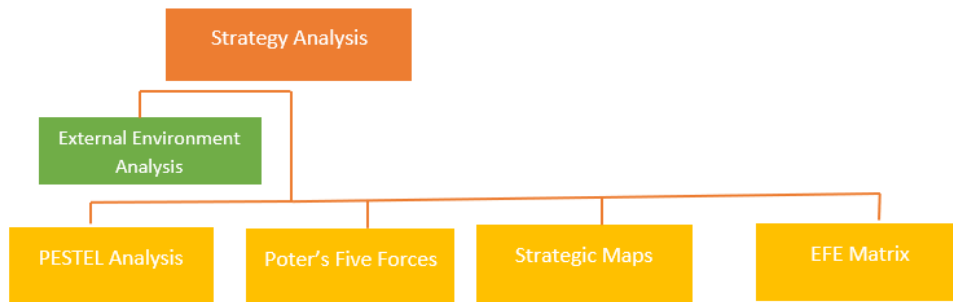 Strategy Analysis
External Environment
Analysis
PESTEL Analysis
Poter's Five Forces
Strategic Maps
EFE Matrix